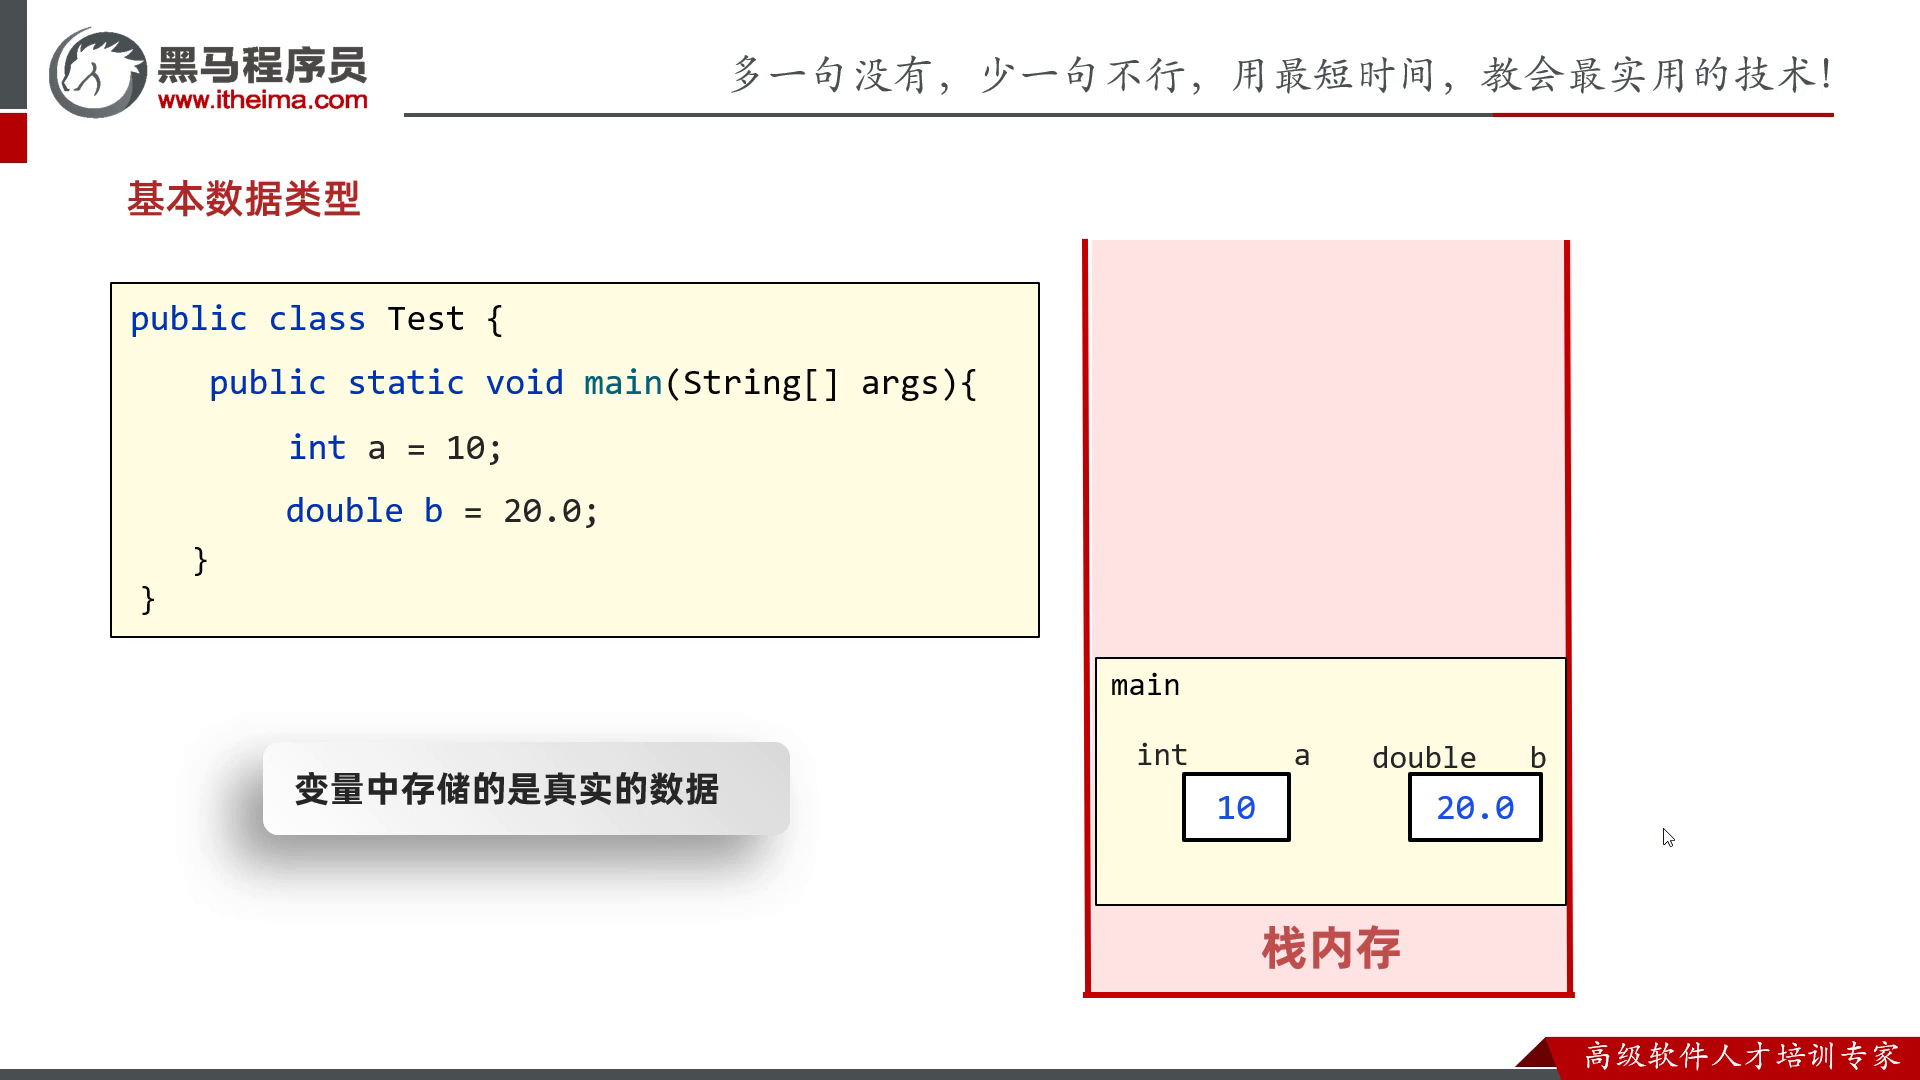 黑马程序员
www.itheima.com
多一句没有，少一句不行，用最短时间，教会最实用的技术！
基本数据类型
public class Test {
public static void main(String[] args){
int a = 10;
double b = 20.0;
}
}
变量中存储的是真实的数据
main
int a double b
10 20.0
栈内存
高级软件人才培训专家